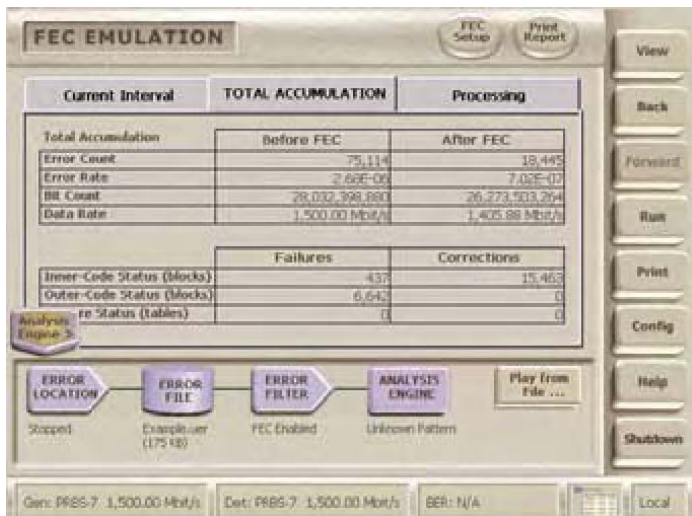 FEC EMULATION
FEC Setup
Print Report
View
Current Interval TOTAL ACCUMULATION Processing
Back
Total Accumulation Before FEC After FEC
Error Count 75,114 18,445
Error Rate 2.68E-06 7.02E-07
Bit Count 28,032,398,880 26,273,503,264
Data Rate 1,500.00 Mbit/s 1,405.88 Mbit/s
Forward
Run
Failures Corrections
Inner-Code Status (blocks) 437 15,463
Outer-Code Status (blocks) 6,642 0
re Status (tables) 0 0
Print
Analysis Engine
Config
ERROR LOCATION
ERROR FILE
ERROR FILTER
ANALYSIS ENGINE
Play from File ...
Help
Stopped
Example.uer (175 KB)
FEC Enabled
Unknown Pattern
Shutdown
Gen: PRBS-7 1,500.00 Mbit/s Det: PRBS-7 1,500.00 Mbit/s BER: N/A Local